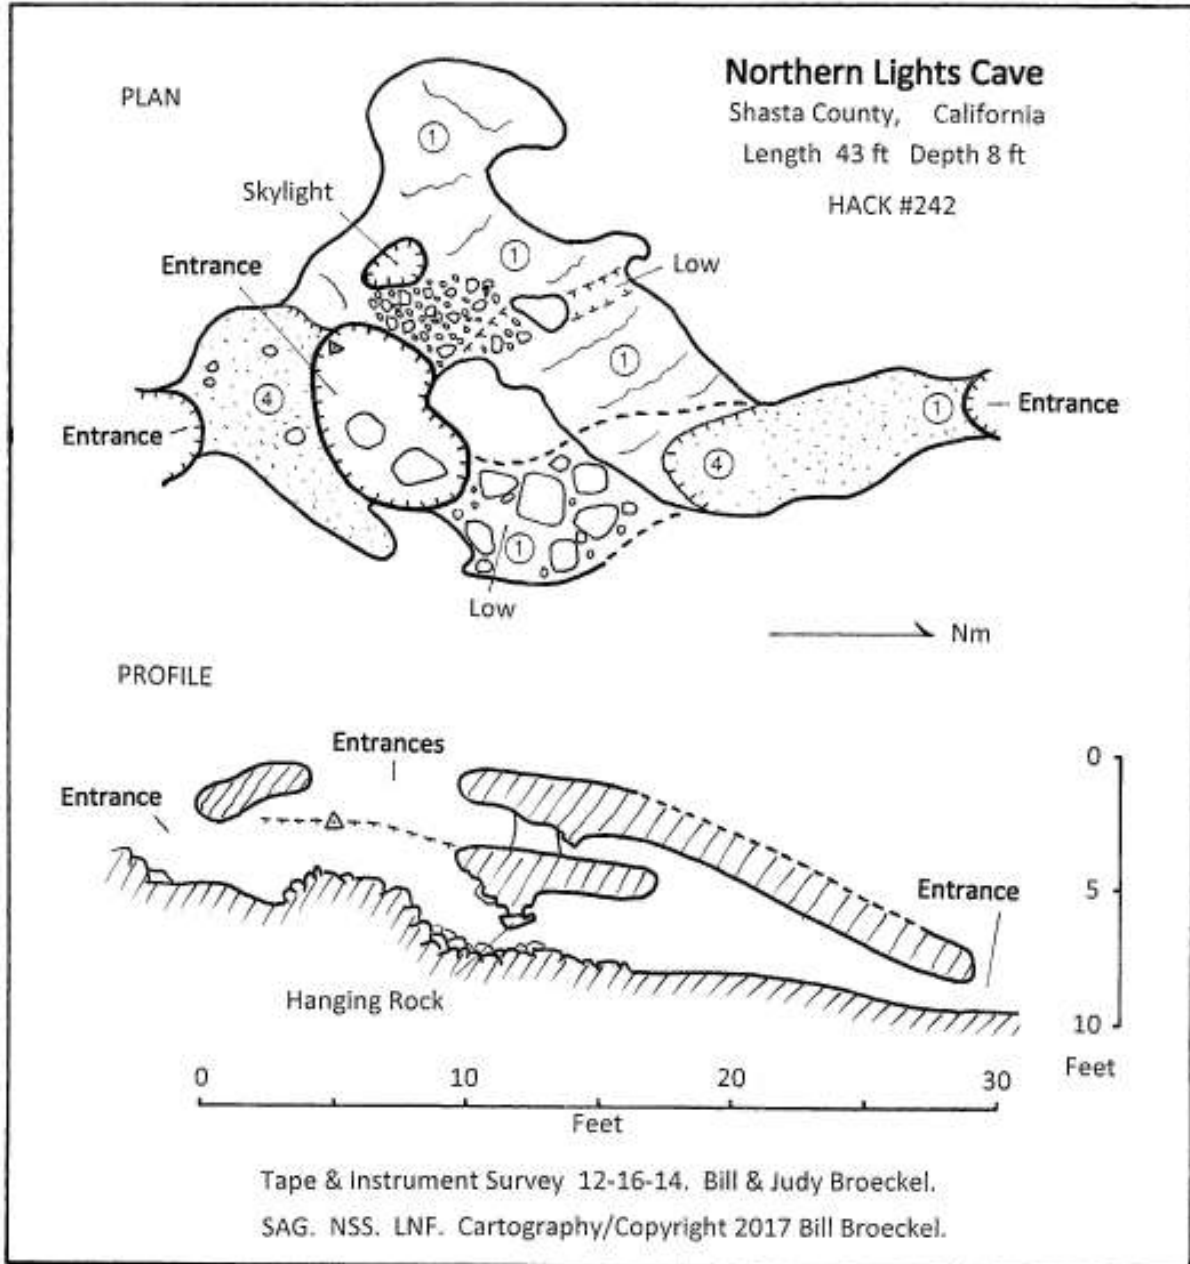 Northern Lights Cave
Shasta County, California
Length 43 ft Depth 8 ft
HACK #242
PLAN
1
Skylight
1
Low
Entrance
1
4
Entrance
1
Entrance
4
1
Low
Nm
PROFILE
Entrances
0
Entrance
5
Entrance
Hanging Rock
10
Feet
0 10 20 30
Feet
Tape & Instrument Survey 12-16-14. Bill & Judy Broeckel.
SAG. NSS. LNF. Cartography/Copyright 2017 Bill Broeckel.